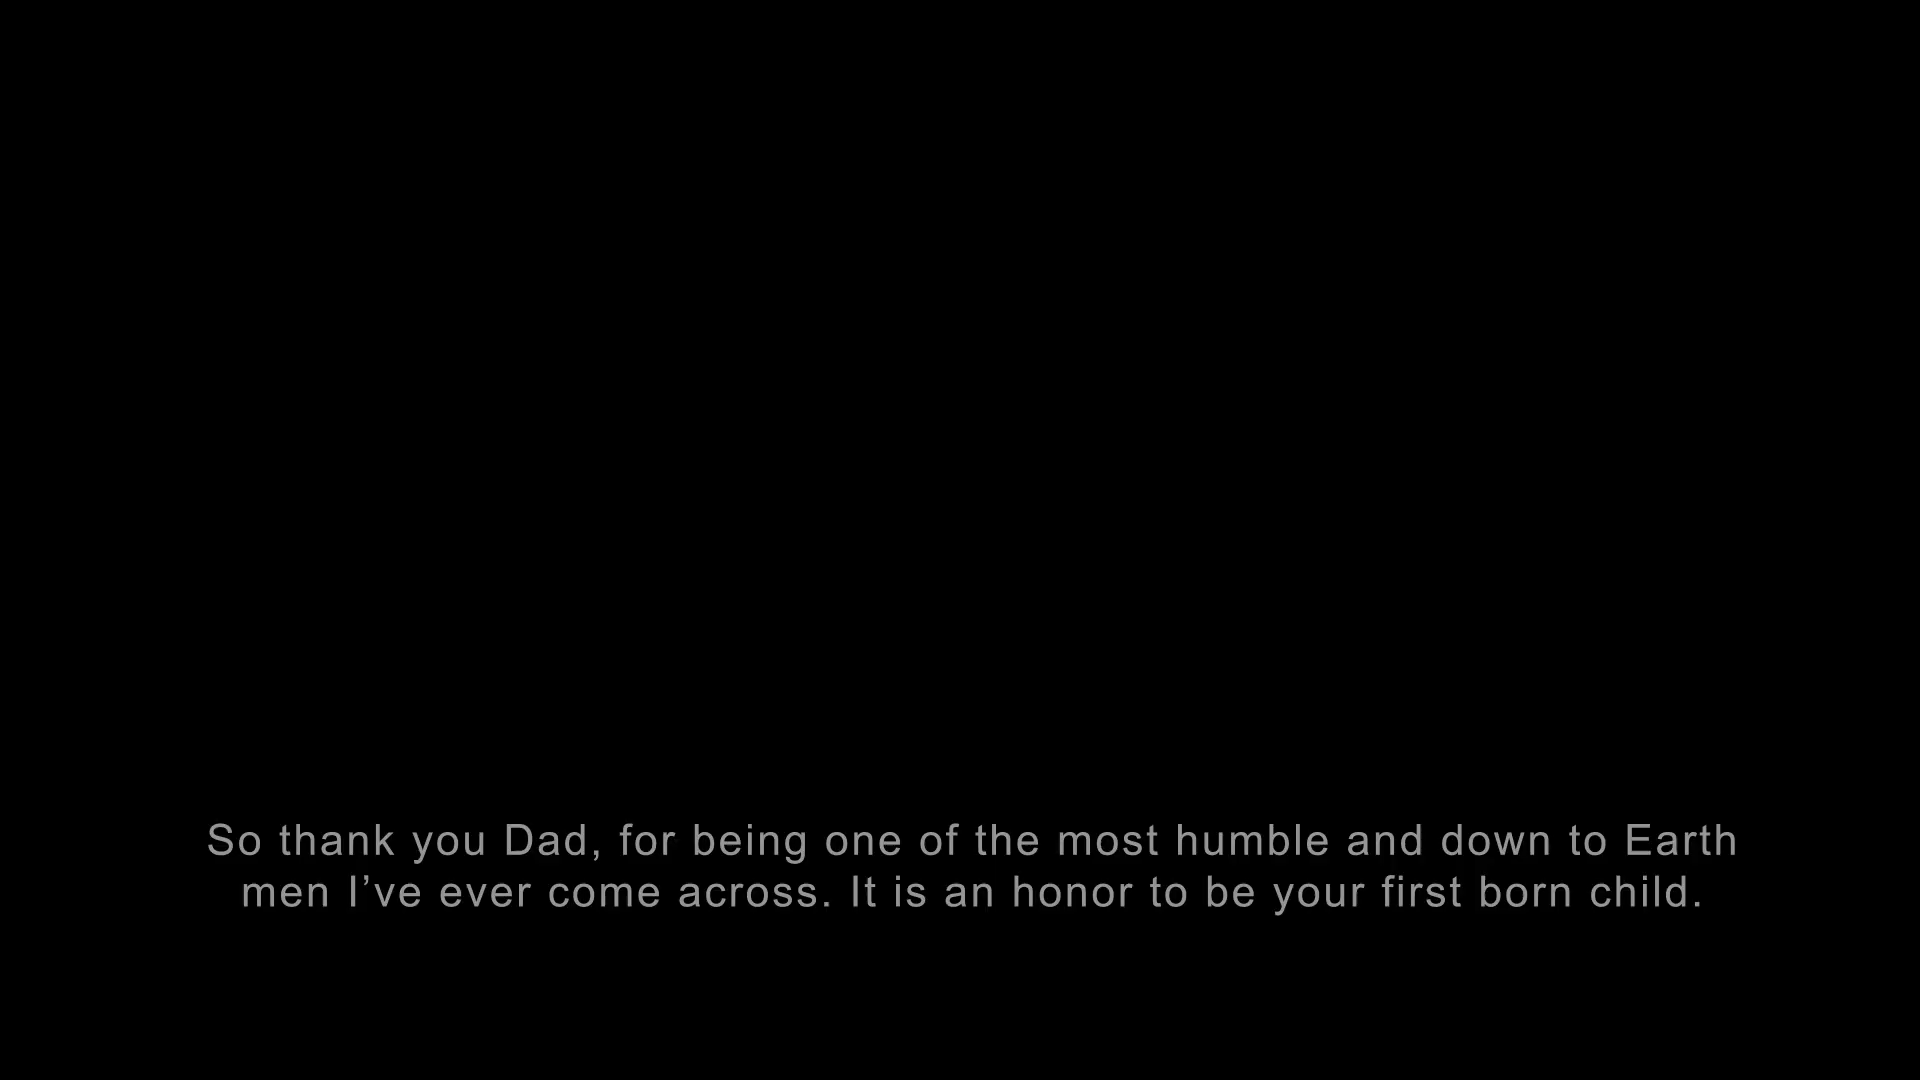 So thank you Dad, for being one of the most humble and down to Earth
men I’ve ever come across. It is an honor to be your first born child.